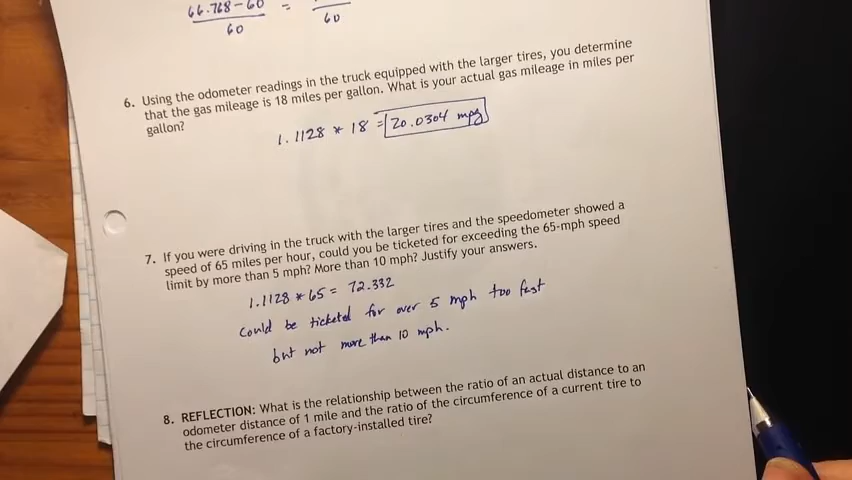 66.768 - 60 =
60
60
6. Using the odometer readings in the truck equipped with the larger tires, you determine
that the gas mileage is 18 miles per gallon. What is your actual gas mileage in miles per
gallon?
1.1128 * 18 = 20.0304 mpg
7. If you were driving in the truck with the larger tires and the speedometer showed a
speed of 65 miles per hour, could you be ticketed for exceeding the 65-mph speed
limit by more than 5 mph? More than 10 mph? Justify your answers.
1.1128 * 65 = 72.332
could be ticketed for over 5 mph too fast
but not more than 10 mph.
8. REFLECTION: What is the relationship between the ratio of an actual distance to an
odometer distance of 1 mile and the ratio of the circumference of a current tire to
the circumference of a factory-installed tire?